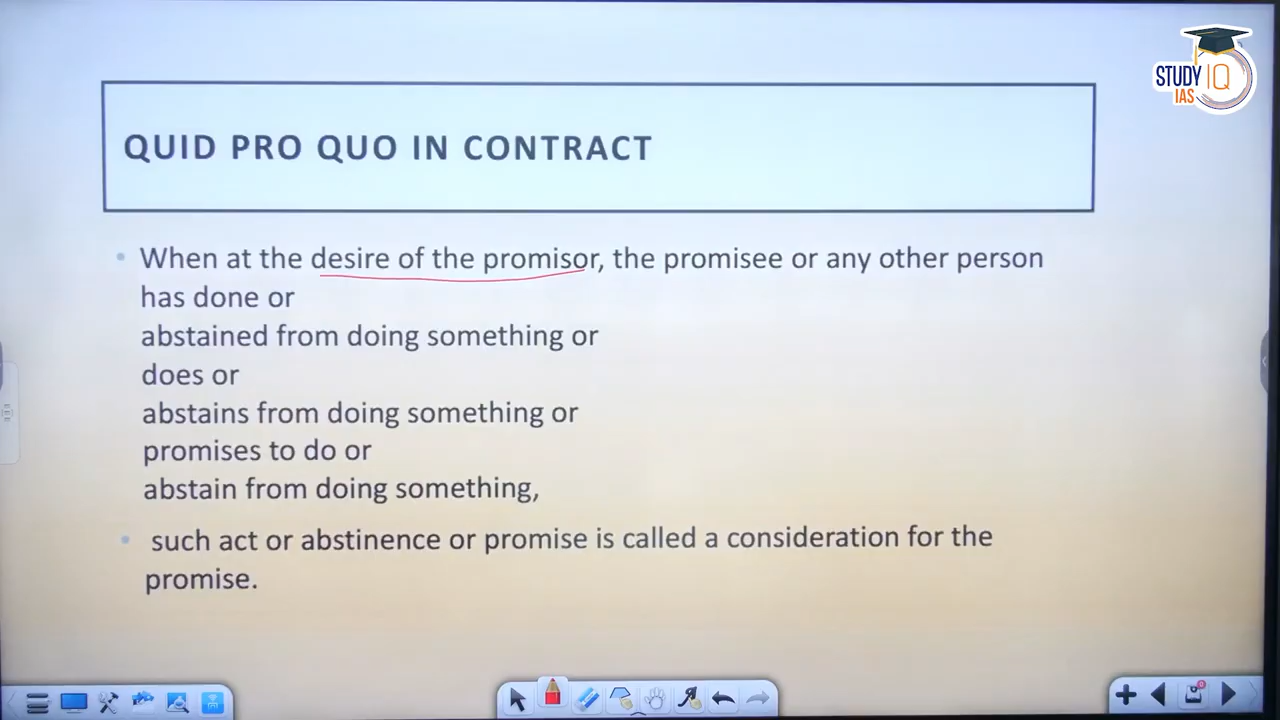 STUDY IQ
IAS
QUID PRO QUO IN CONTRACT
• When at the desire of the promisor, the promisee or any other person
has done or
abstained from doing something or
does or
abstains from doing something or
promises to do or
abstain from doing something,
• such act or abstinence or promise is called a consideration for the
promise.